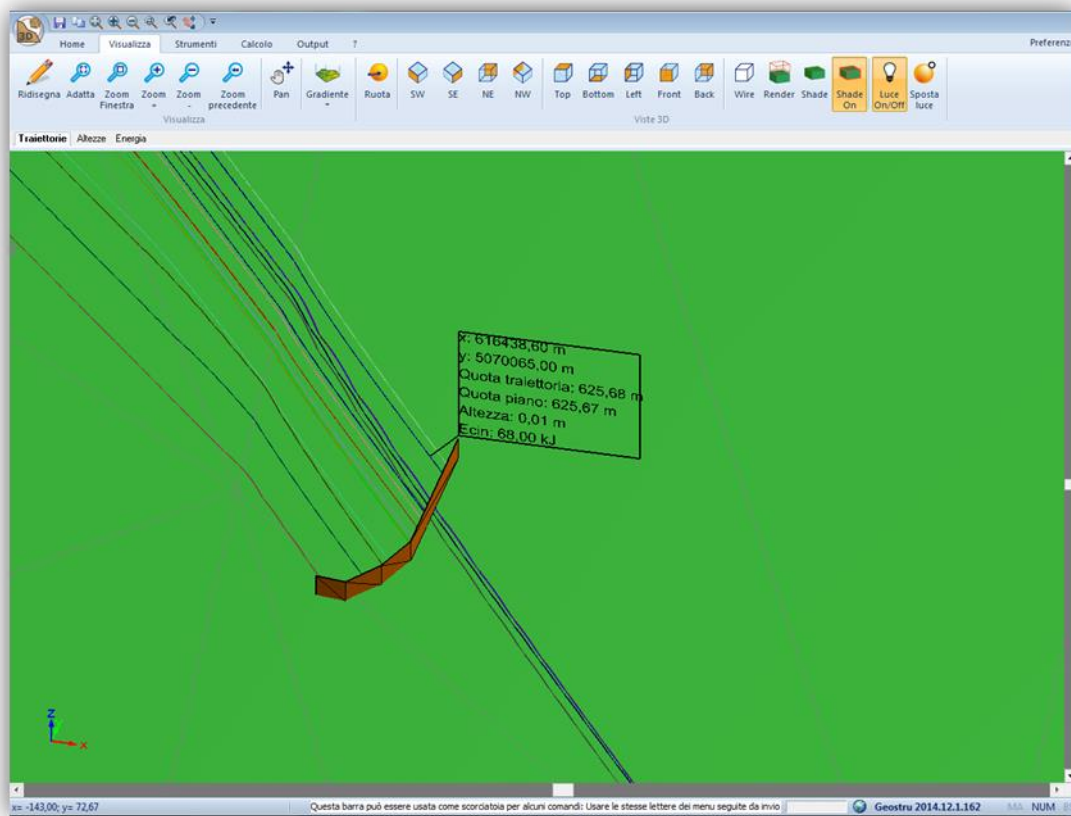 3D
Home Visualizza Strumenti Calcolo Output ? Preferenz
Ridisegna Adatta Zoom Finestra Zoom + Zoom - Zoom precedente Pan Gradiente Ruota SW SE NE NW Top Bottom Left Front Back Wire Render Shade Shade On Luce On/Off Sposta luce
Visualizza Viste 3D
Traiettorie Altezze Energia
x: 616438,60 m
y: 5070065,00 m
Quota traiettoria: 625,68 m
Quota piano: 625,67 m
Altezza: 0,01 m
Ecin: 68,00 kJ
z
y
x
x= -143,00; y= 72,67 Questa barra può essere usata come scorciatoia per alcuni comandi: Usare le stesse lettere dei menu seguite da invio Geostru 2014.12.1.162 MA NUM